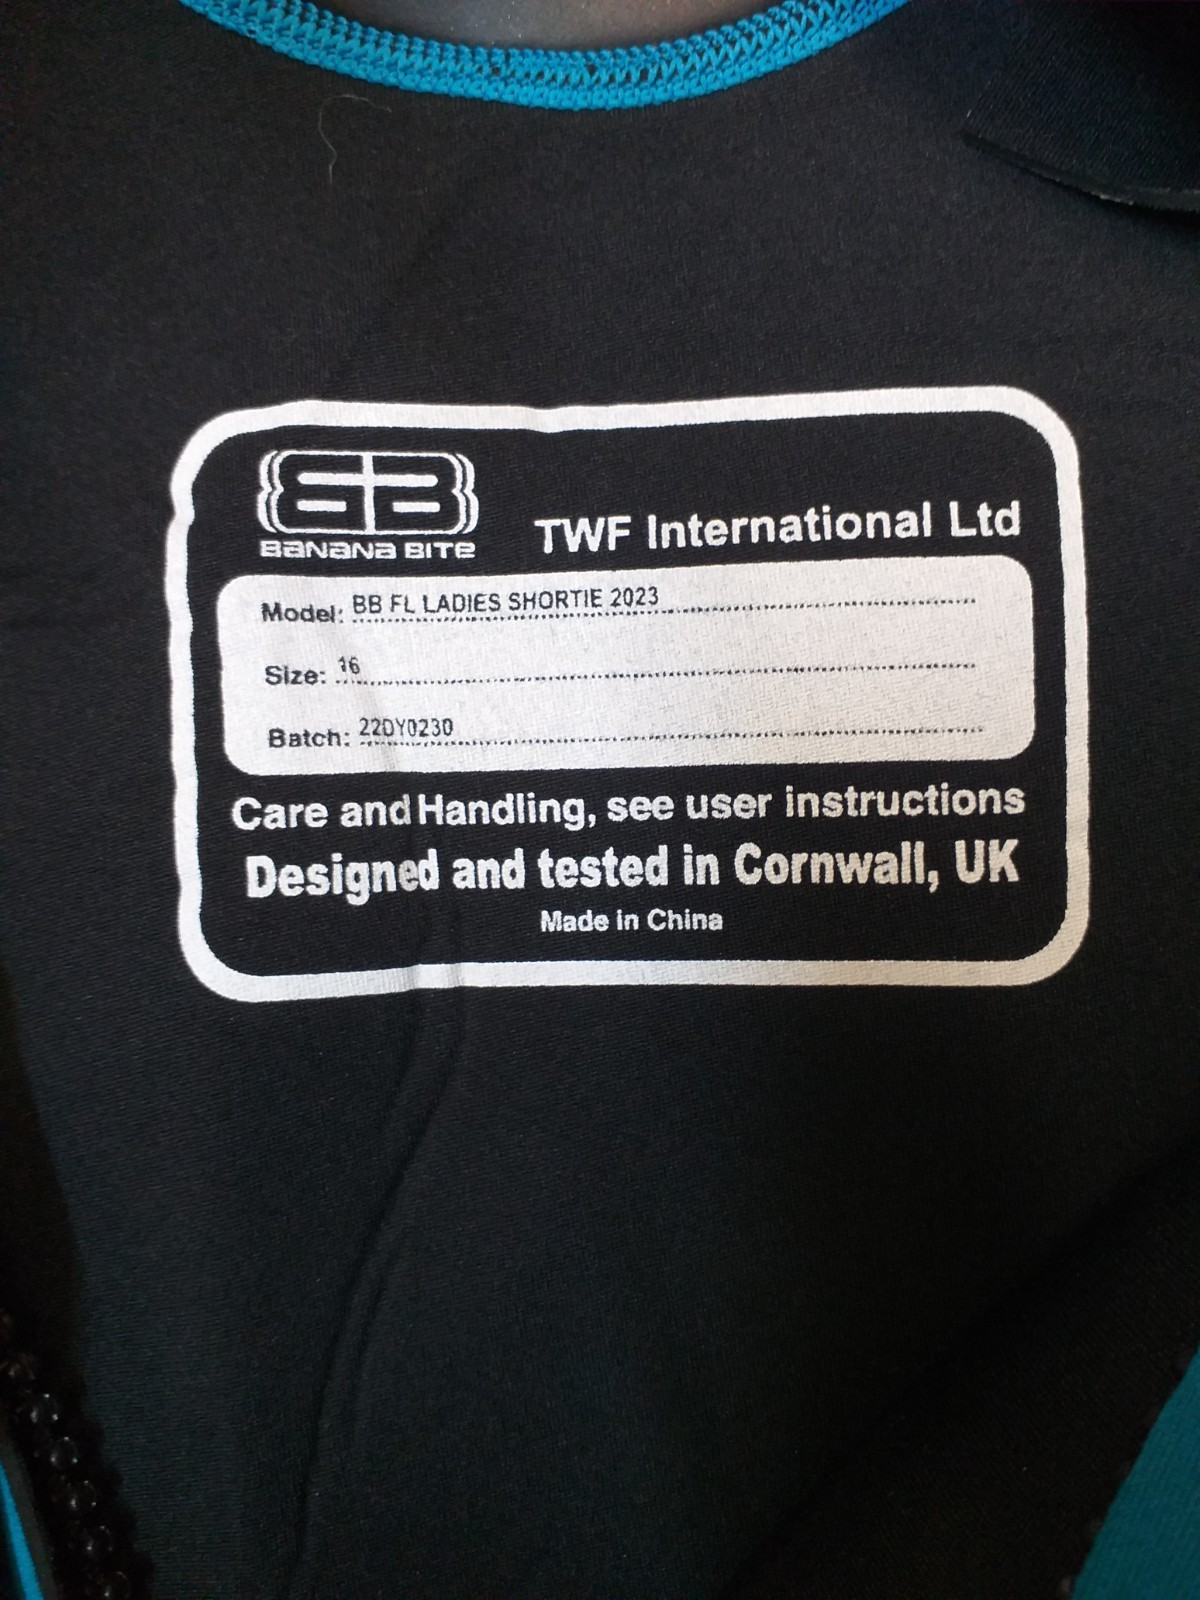 BANANA BITE
TWF International Ltd
Model: BB FL LADIES SHORTIE 2023
Size: 16
Batch: 22DY0230
Care and Handling, see user instructions
Designed and tested in Cornwall, UK
Made in China